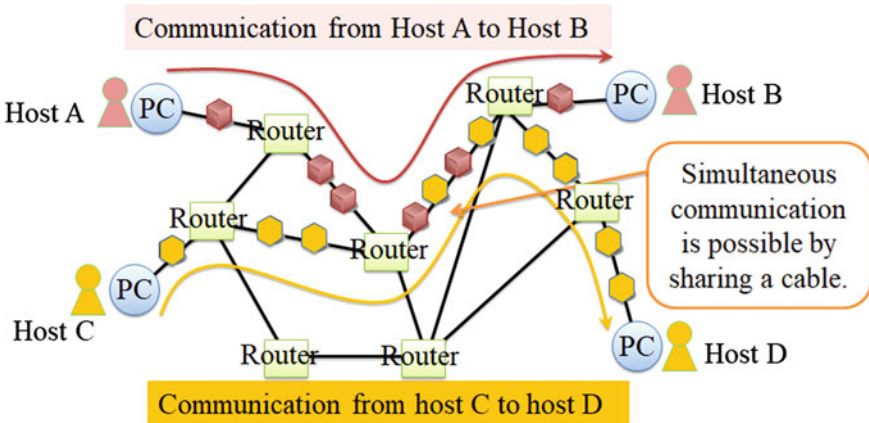 Communication from Host A to Host B
Router
PC
PC
Host A
Host B
Router
Simultaneous
communication
is possible by
sharing a cable.
Router
Router
Router
PC
Host C
Router
Router
PC
Host D
Communication from host C to host D